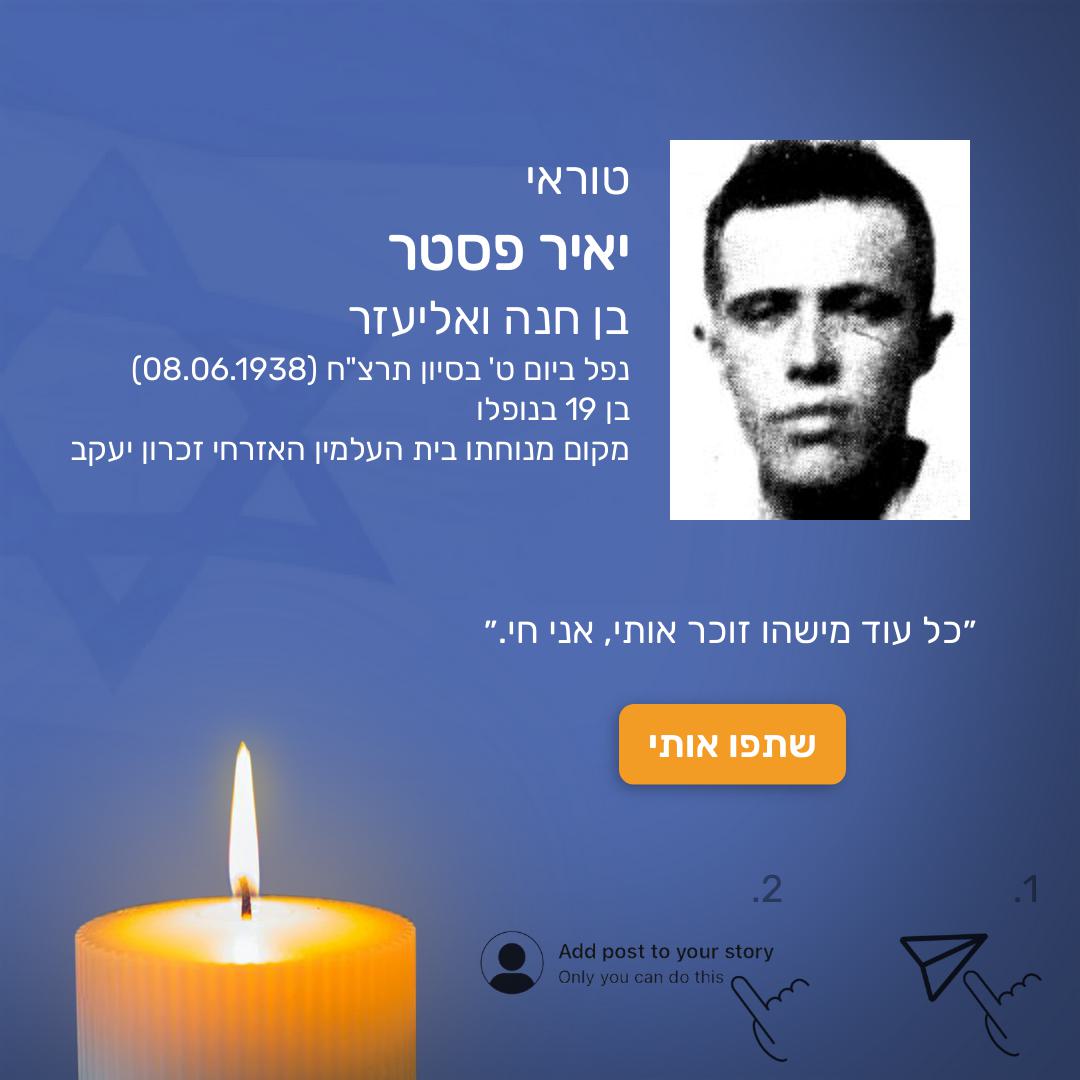 טוראי
יאיר פסטר
בן חנה ואליעזר
נפל ביום ט' בסיון תרצ"ח (08.06.1938)
בן 19 בנופלו
מקום מנוחתו בית העלמין האזרחי זכרון יעקב
״כל עוד מישהו זוכר אותי, אני חי.״
שתפו אותי
1.
2.
Add post to your story
Only you can do this